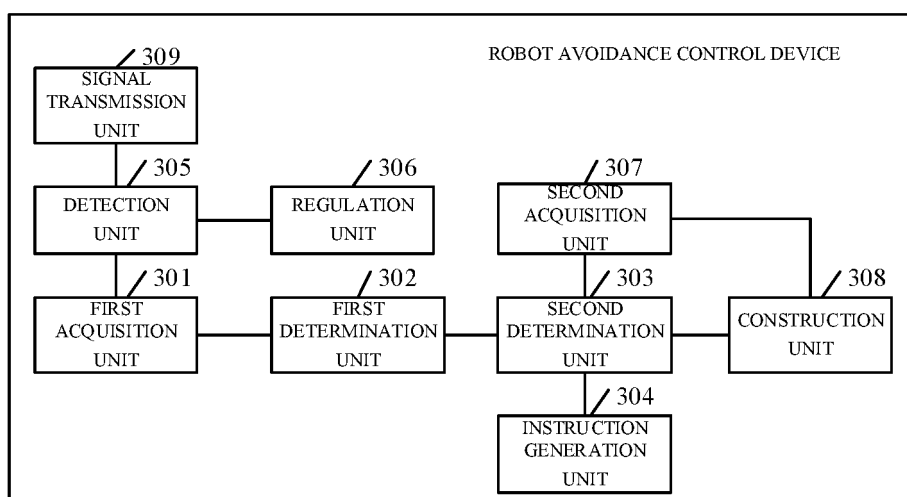 ROBOT AVOIDANCE CONTROL DEVICE
309
SIGNAL
TRANSMISSION
UNIT
305
DETECTION
UNIT
306
REGULATION
UNIT
307
SECOND
ACQUISITION
UNIT
301
FIRST
ACQUISITION
UNIT
302
FIRST
DETERMINATION
UNIT
303
SECOND
DETERMINATION
UNIT
308
CONSTRUCTION
UNIT
304
INSTRUCTION
GENERATION
UNIT